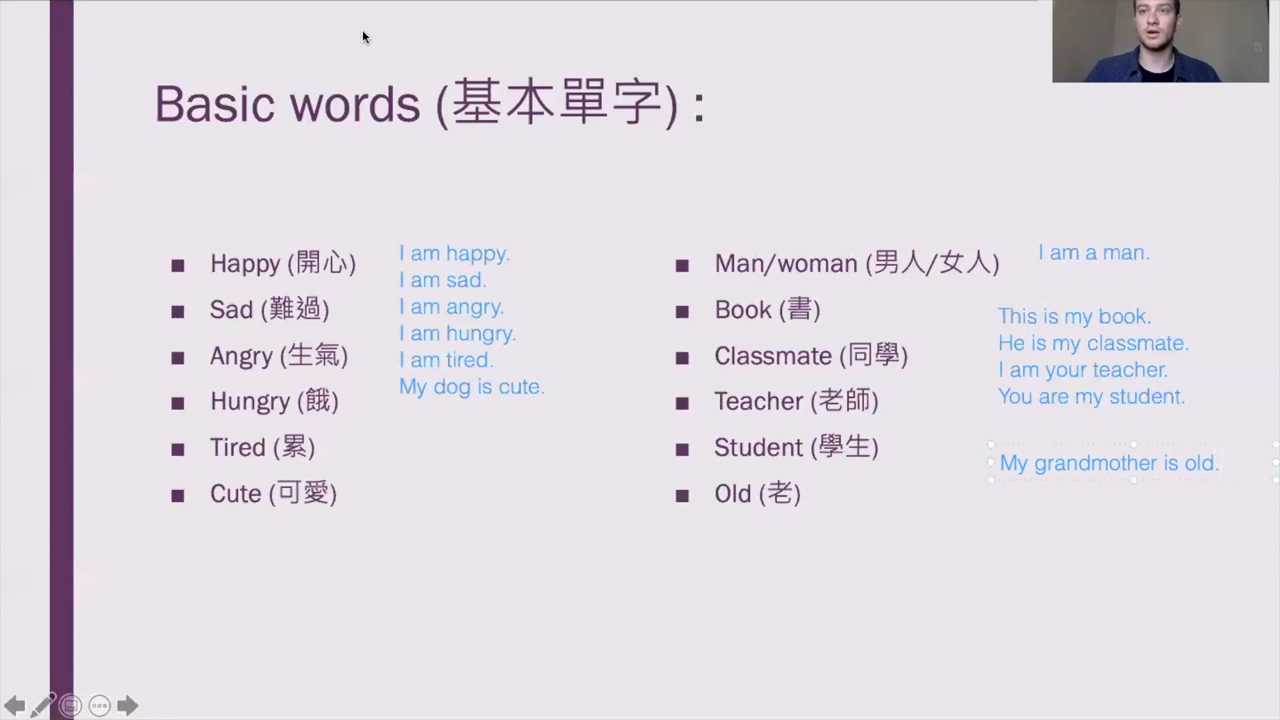 Basic words (基本單字) :
Happy (開心)
Sad (難過)
Angry (生氣)
Hungry (餓)
Tired (累)
Cute (可愛)
I am happy.
I am sad.
I am angry.
I am hungry.
I am tired.
My dog is cute.
Man/woman (男人/女人)
Book (書)
Classmate (同學)
Teacher (老師)
Student (學生)
Old (老)
I am a man.
This is my book.
He is my classmate.
I am your teacher.
You are my student.
My grandmother is old.